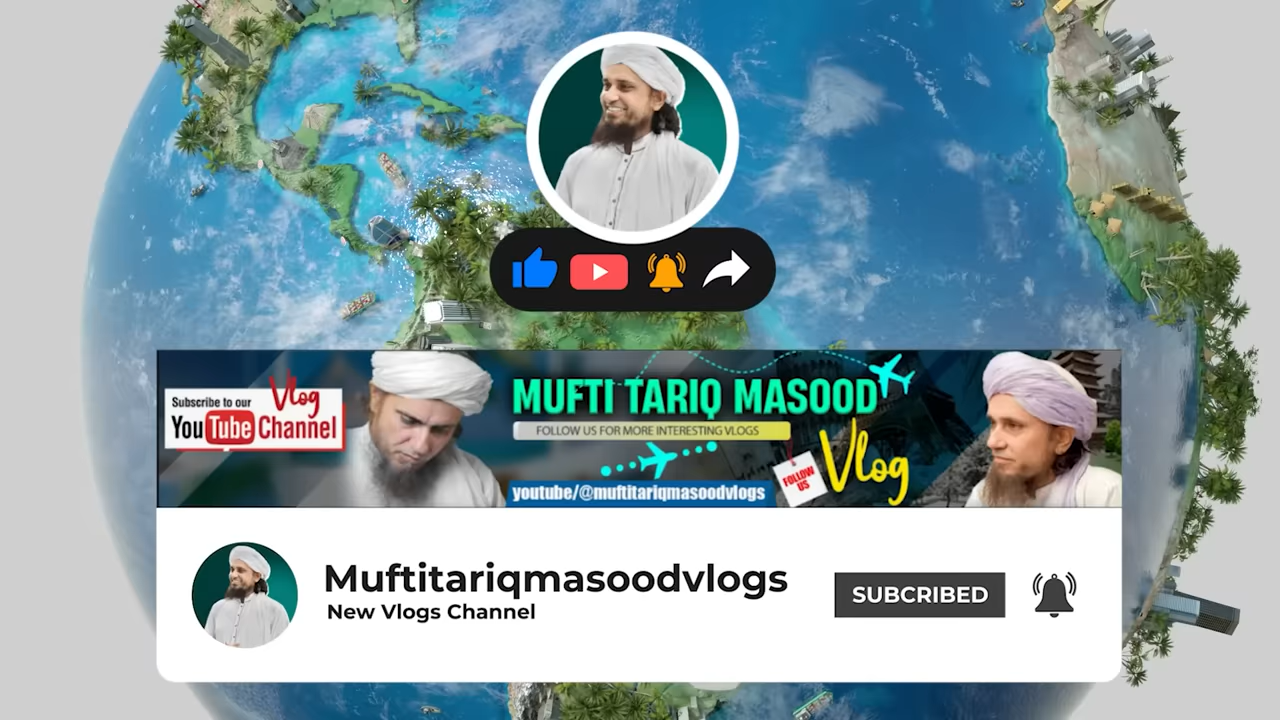 Subscribe to our Vlog
YouTube Channel
MUFTI TARIQ MASOOD
FOLLOW US FOR MORE INTERESTING VLOGS
FOLLOW US
Vlog
youtube/@muftitariqmasoodvlogs
Muftitariqmasoodvlogs
New Vlogs Channel
SUBCRIBED